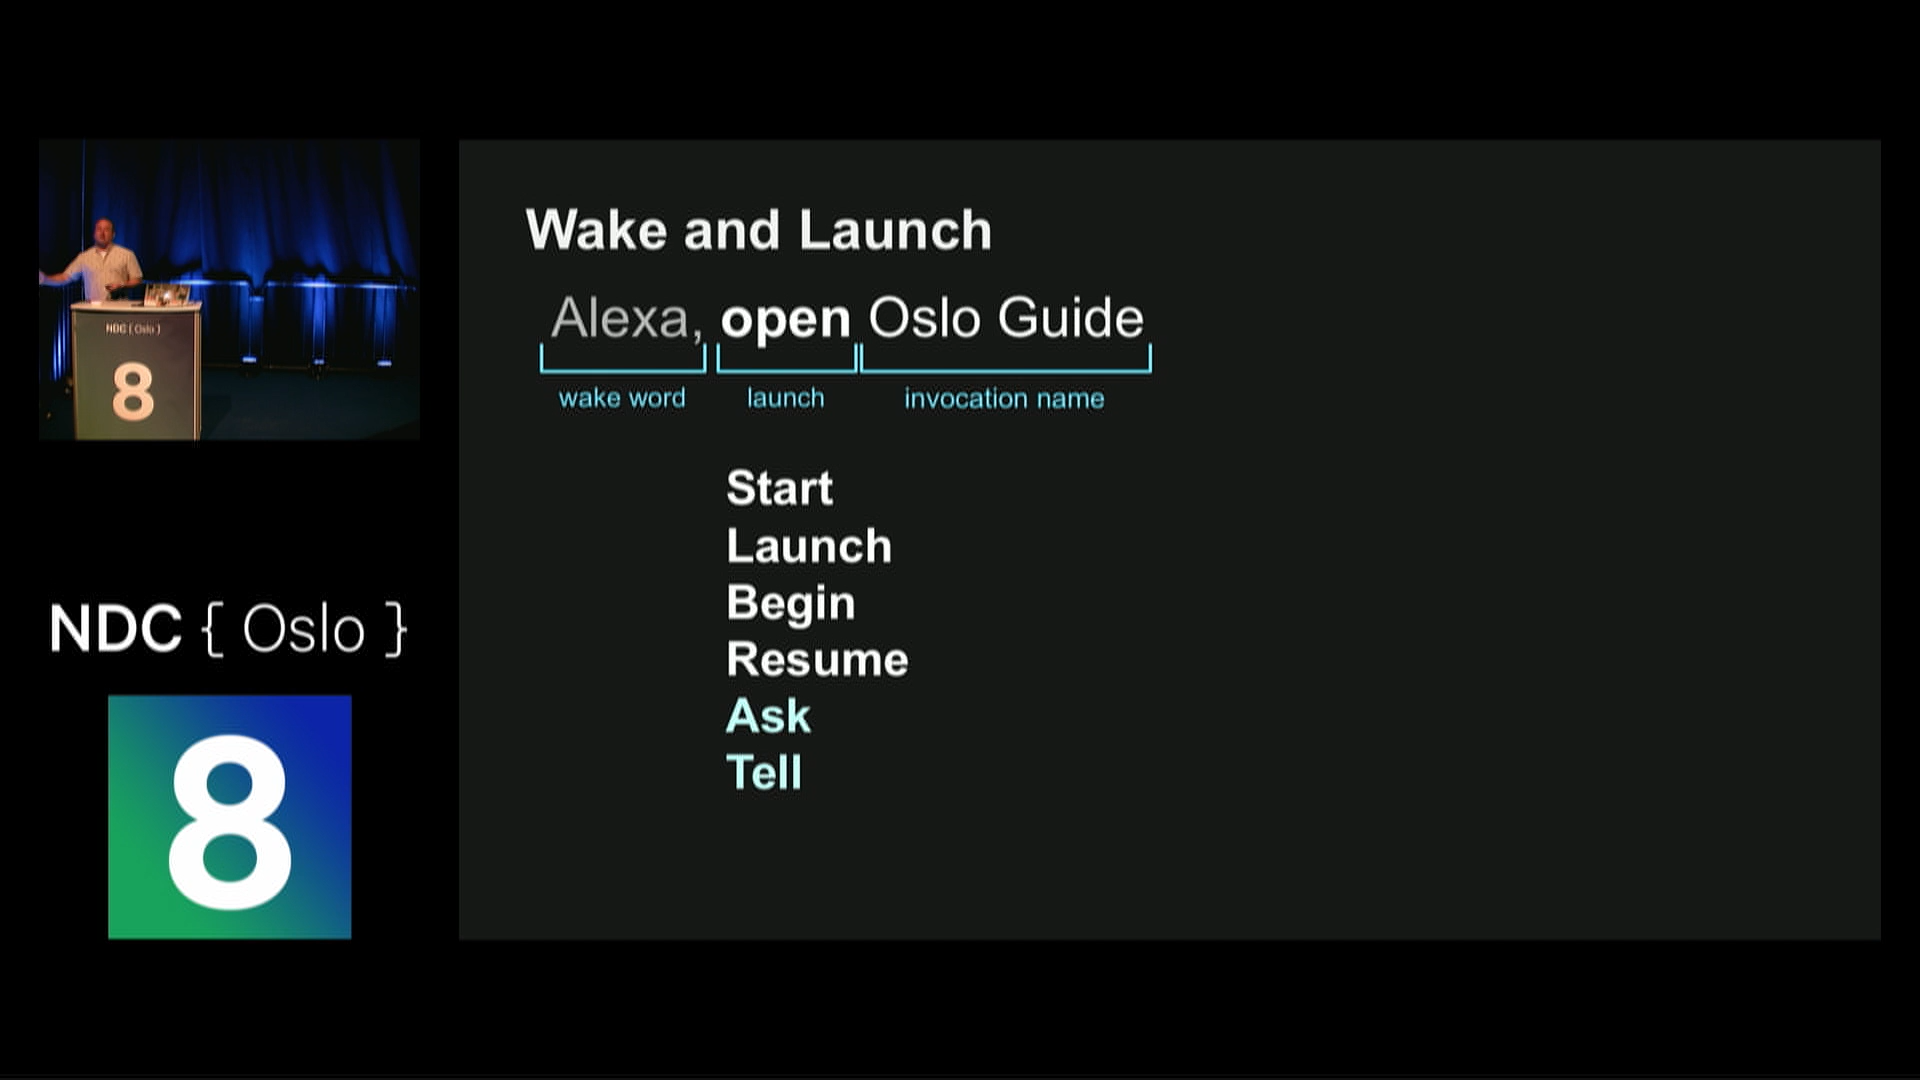 NDC { Oslo }
8
NDC { Oslo }
8
Wake and Launch
Alexa, open Oslo Guide
wake word launch invocation name
Start
Launch
Begin
Resume
Ask
Tell